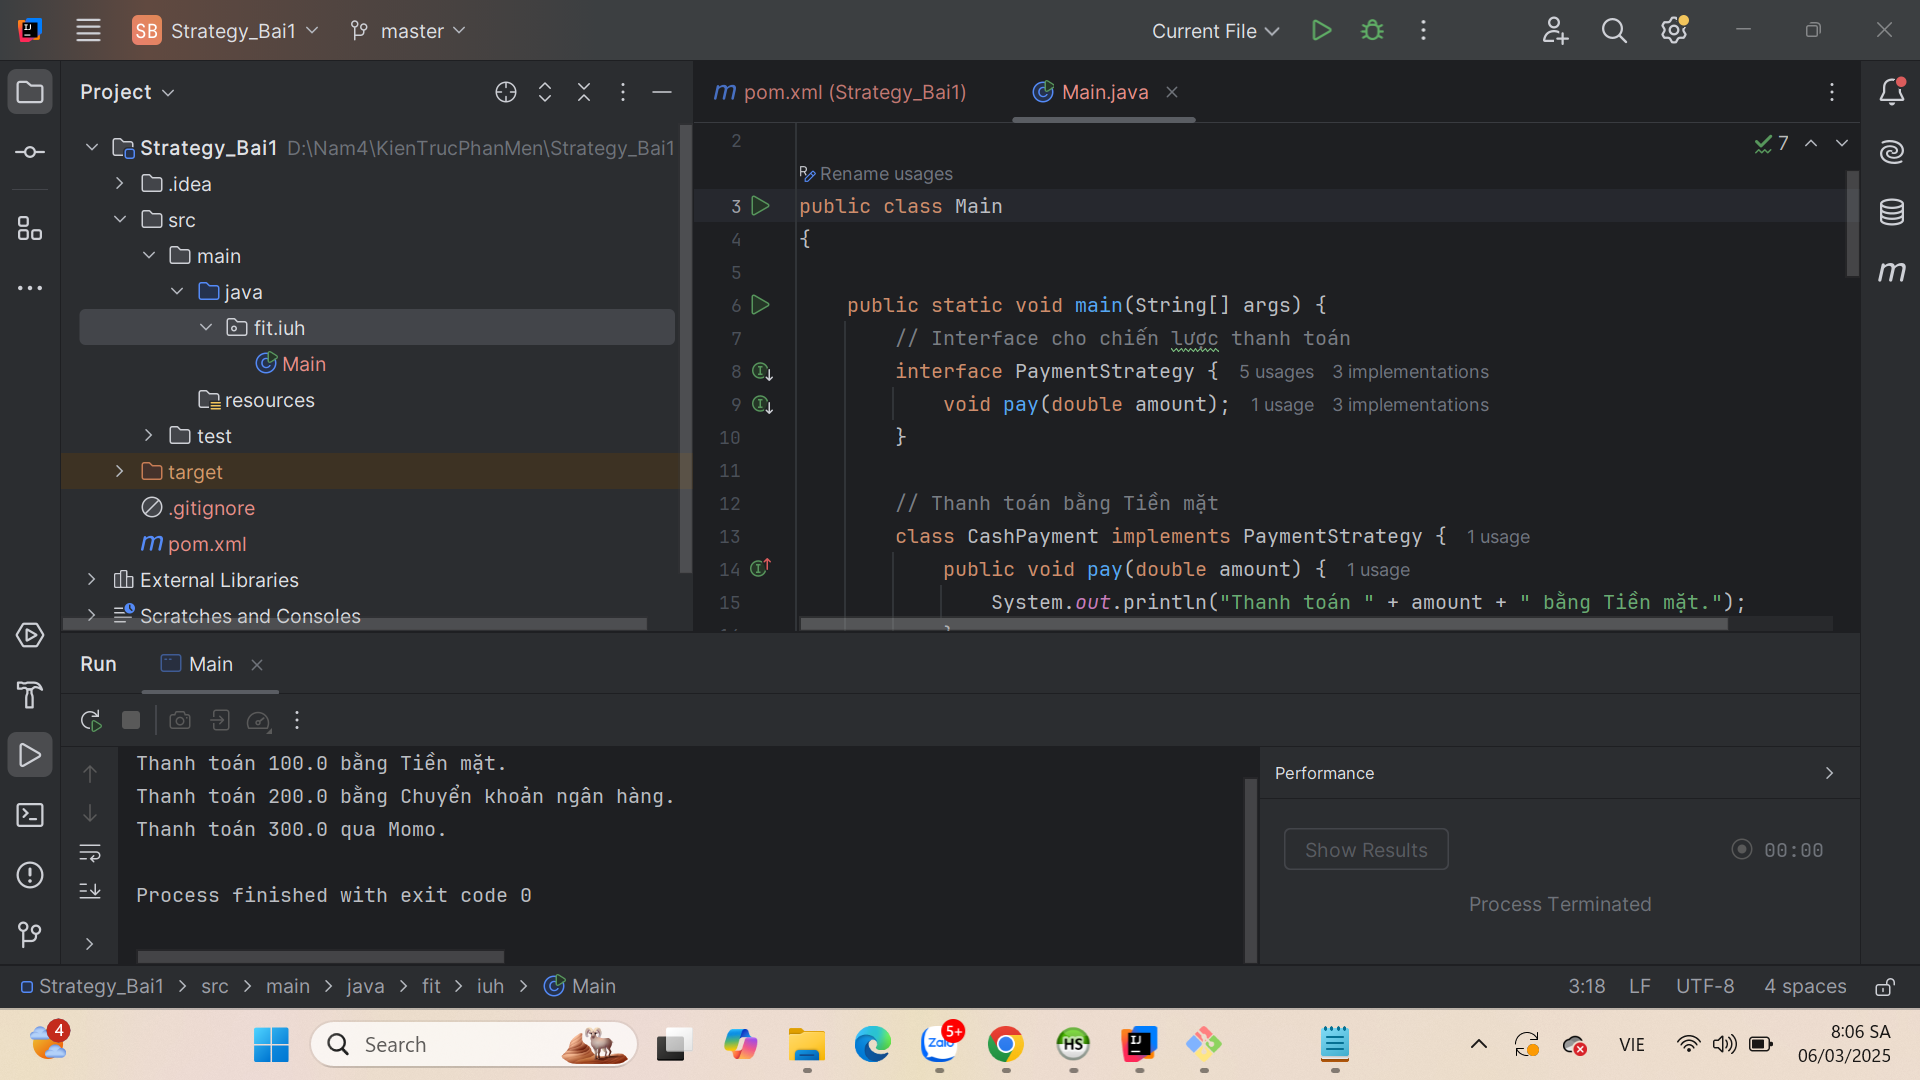 SB Strategy_Bai1 master Current File
Project
pom.xml (Strategy_Bai1) Main.java
Strategy_Bai1 D:\Nam4\KienTrucPhanMen\Strategy_Bai1
.idea
src
main
java
fit.iuh
Main
resources
test
target
.gitignore
pom.xml
External Libraries
Scratches and Consoles
7
2
Rename usages
3 public class Main
4 {
5
6 public static void main(String[] args) {
7 // Interface cho chiến lược thanh toán
8 interface PaymentStrategy { 5 usages 3 implementations
9 void pay(double amount); 1 usage 3 implementations
10 }
11
12 // Thanh toán bằng Tiền mặt
13 class CashPayment implements PaymentStrategy { 1 usage
14 public void pay(double amount) { 1 usage
15 System.out.println("Thanh toán " + amount + " bằng Tiền mặt.");
Run Main
Thanh toán 100.0 bằng Tiền mặt.
Thanh toán 200.0 bằng Chuyển khoản ngân hàng.
Thanh toán 300.0 qua Momo.
Process finished with exit code 0
Performance
Show Results 00:00
Process Terminated
Strategy_Bai1 > src > main > java > fit > iuh > Main 3:18 LF UTF-8 4 spaces
4 Search Zalo 5+ HS IJ VIE 8:06 SA
06/03/2025